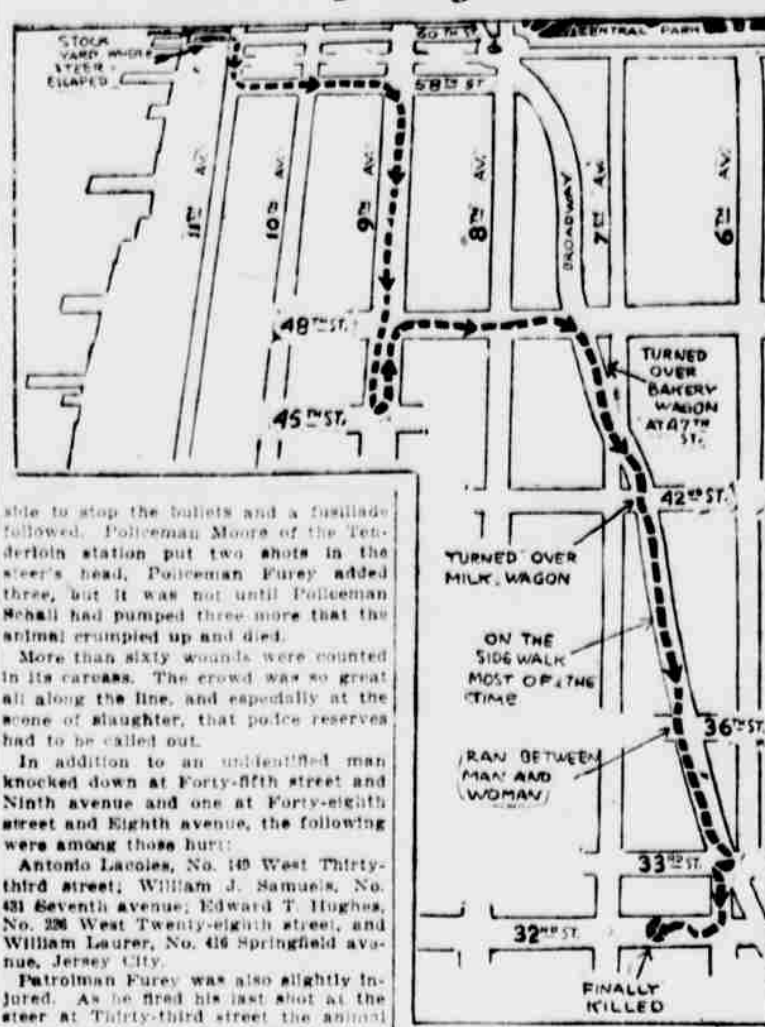 STOCK
YARD WHERE
STEER
ESCAPED
60TH ST.
CENTRAL PARK
58TH ST
11TH AV.
10TH AV.
9TH AV.
8TH AV.
BROADWAY
7TH AV.
6TH AV.
48TH ST.
45TH ST.
TURNED
OVER
BAKERY
WAGON
AT 47TH
ST.
42ND ST.
TURNED OVER
MILK WAGON
ON THE
SIDEWALK
MOST OF THE
TIME
36TH ST.
RAN BETWEEN
MAN AND
WOMAN
33RD ST.
32ND ST.
FINALLY
KILLED
side to stop the bullets and a fusillade
followed. Policeman Moore of the Ten-
derloin station put two shots in the
steer's head, Policeman Furey added
three, but it was not until Policeman
Schall had pumped three more that the
animal crumpled up and died.
More than sixty wounds were counted
in its carcass. The crowd was so great
all along the line, and especially at the
scene of slaughter, that police reserves
had to be called out.
In addition to an unidentified man
knocked down at Forty-fifth street and
Ninth avenue and one at Forty-eighth
street and Eighth avenue, the following
were among those hurt:
Antonio Lacoles, No. 149 West Thirty-
third street; William J. Samuels, No.
431 Seventh avenue; Edward T. Hughes,
No. 236 West Twenty-eighth street, and
William Laurer, No. 416 Springfield ave-
nue, Jersey City.
Patrolman Furey was also slightly in-
jured. As he fired his last shot at the
steer at Thirty-third street the animal